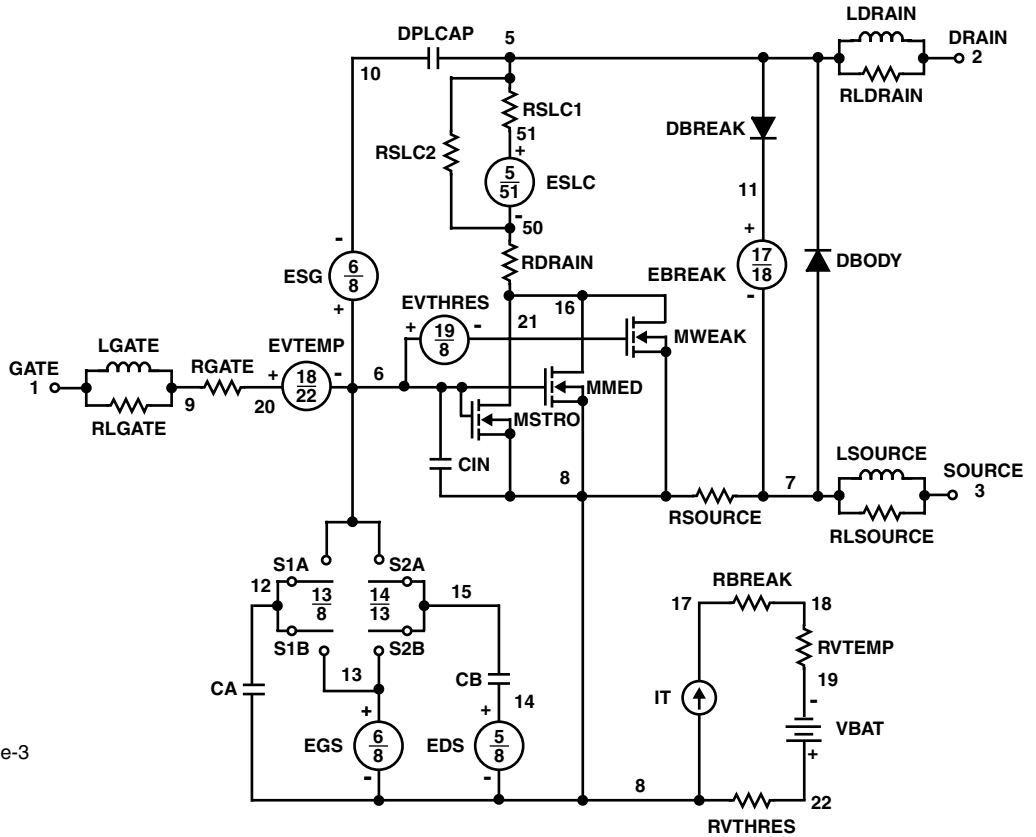 LDRAIN
DPLCAP
5
DRAIN
2
10
RLDRAIN
RSLC1
51
DBREAK
RSLC2
+
5
51
ESLC
11
-
50
-
+
RDRAIN
17
18
6
8
ESG
EBREAK
DBODY
+
EVTHRES
16
-
+
19
8
-
21
MWEAK
LGATE
EVTEMP
GATE
1
RGATE
+
18
22
-
6
MMED
9
20
MSTRO
RLGATE
LSOURCE
CIN
8
7
SOURCE
3
RSOURCE
RLSOURCE
S1A
S2A
12
13
8
14
13
15
RBREAK
17
18
S1B
S2B
RVTEMP
13
CB
19
CA
14
IT
-
+
+
VBAT
EGS
6
8
EDS
5
8
+
e-3
-
-
8
22
RVTHRES